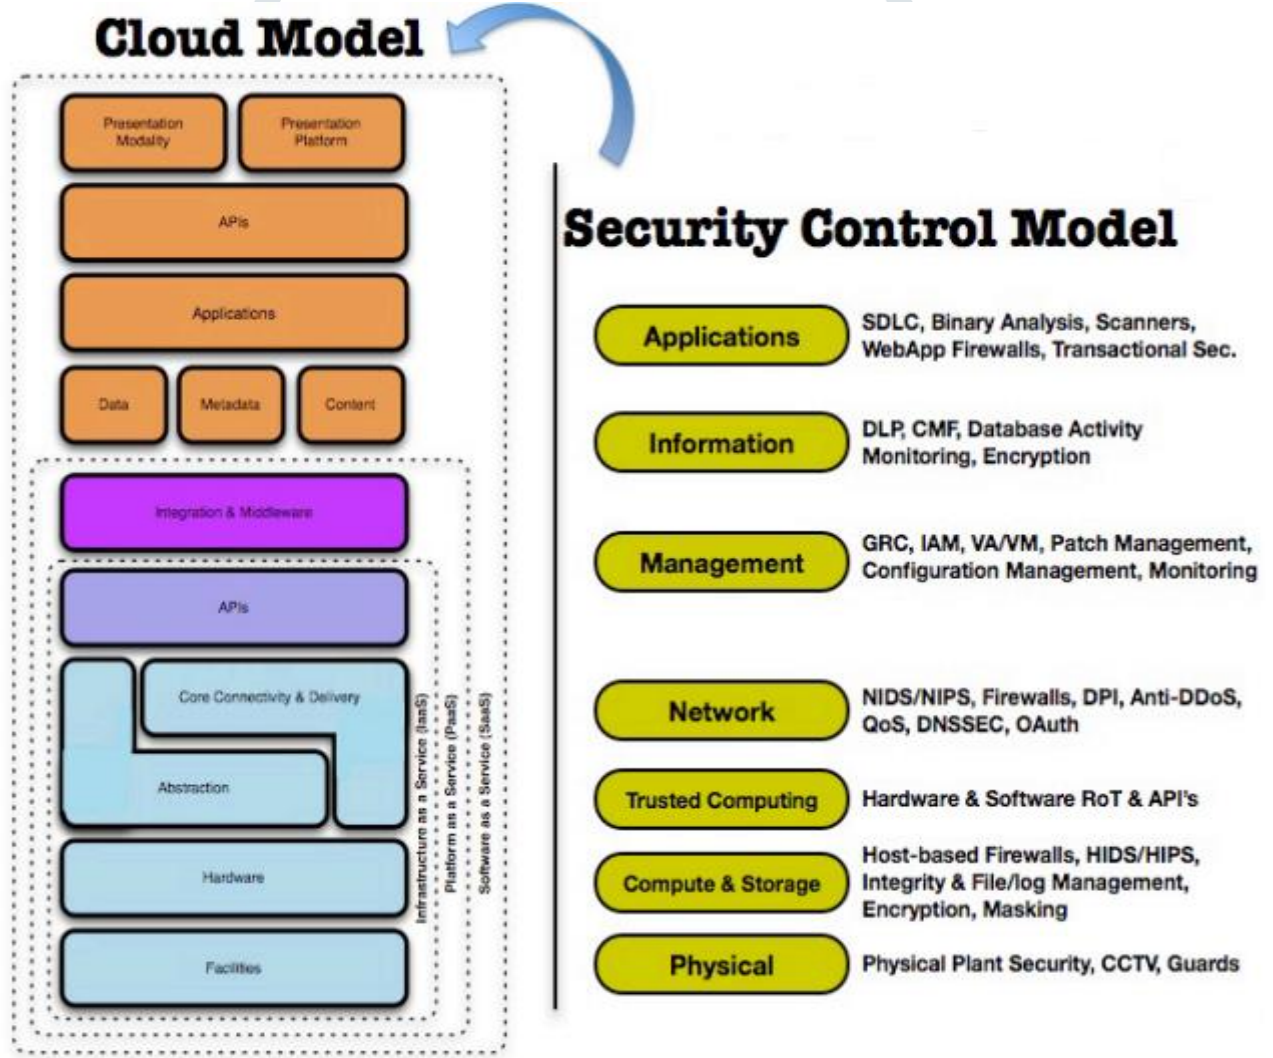 Cloud Model
Presentation
Modality
Presentation
Platform
APIs
Applications
Data
Metadata
Content
Integration & Middleware
APIs
Core Connectivity & Delivery
Abstraction
Hardware
Facilities
Infrastructure as a Service (IaaS)
Platform as a Service (PaaS)
Software as a Service (SaaS)
Security Control Model
Applications
SDLC, Binary Analysis, Scanners,
WebApp Firewalls, Transactional Sec.
Information
DLP, CMF, Database Activity
Monitoring, Encryption
Management
GRC, IAM, VA/VM, Patch Management,
Configuration Management, Monitoring
Network
NIDS/NIPS, Firewalls, DPI, Anti-DDoS,
QoS, DNSSEC, OAuth
Trusted Computing
Hardware & Software RoT & API's
Compute & Storage
Host-based Firewalls, HIDS/HIPS,
Integrity & File/log Management,
Encryption, Masking
Physical
Physical Plant Security, CCTV, Guards